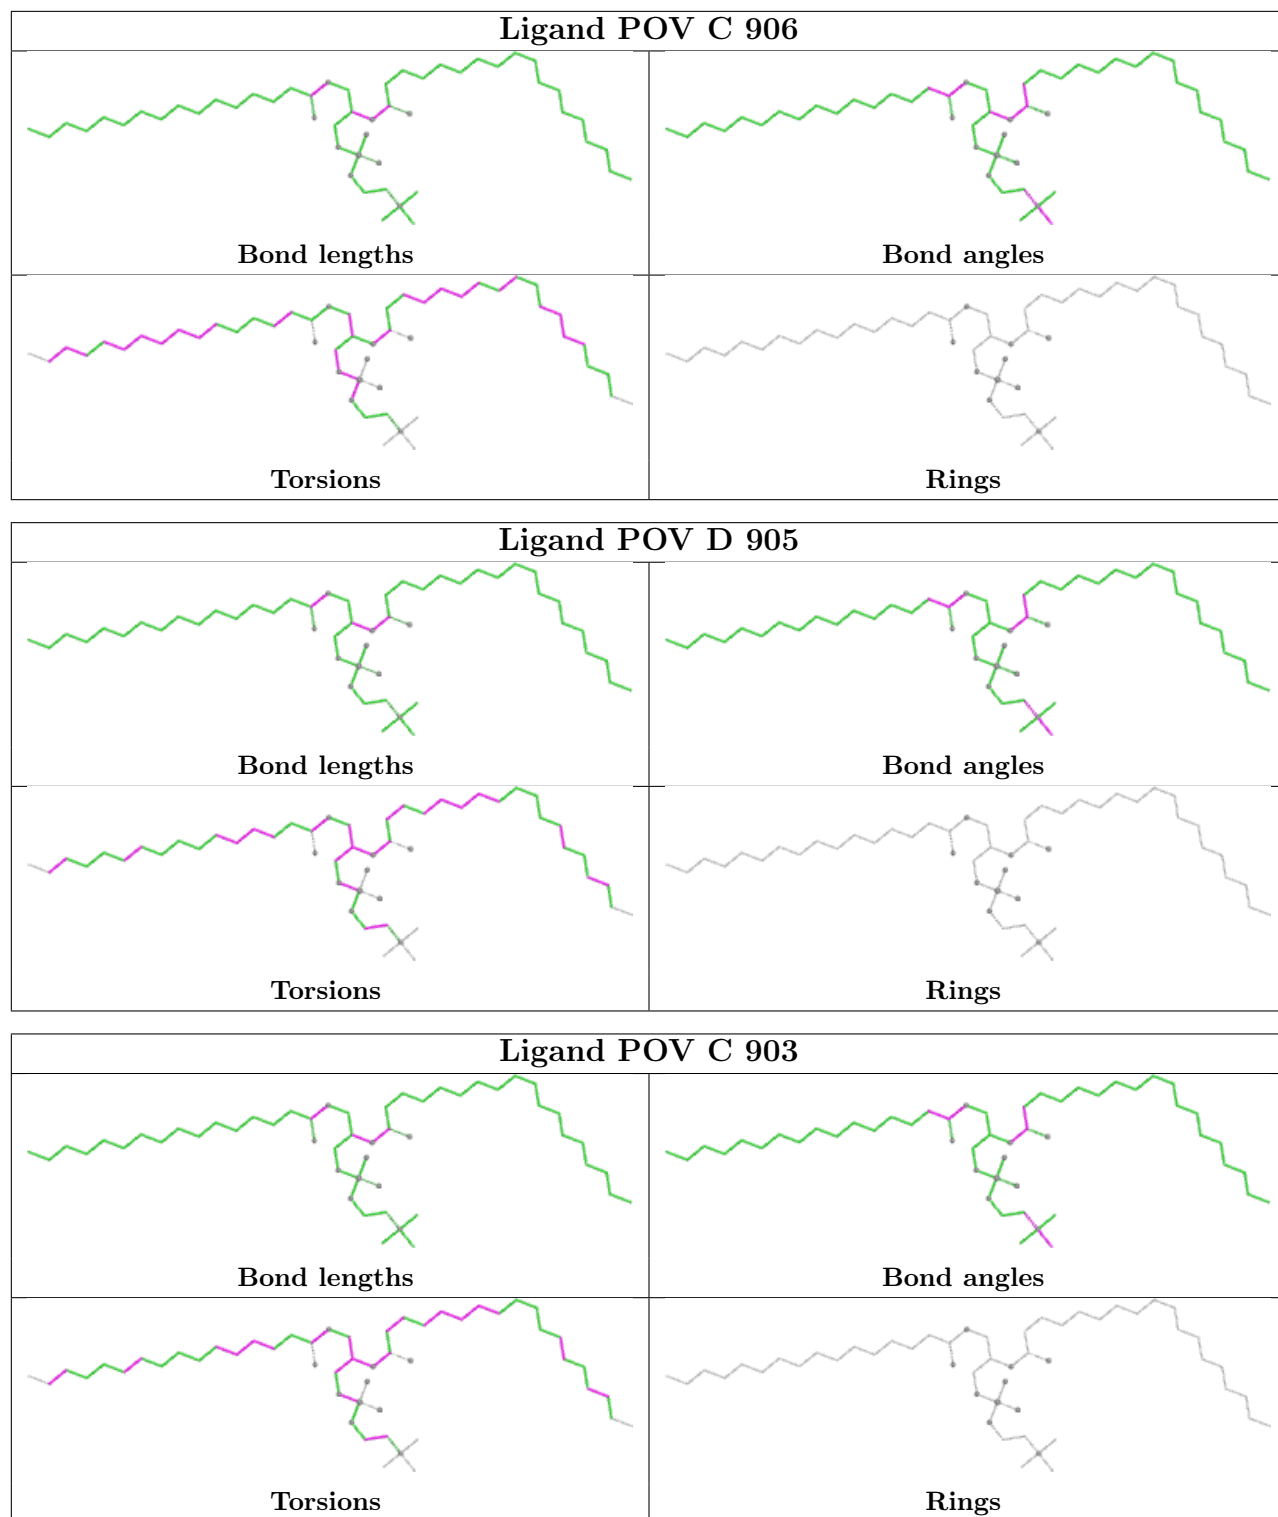 Ligand POV C 906
Bond lengths
Bond angles
Torsions
Rings
Ligand POV D 905
Bond lengths
Bond angles
Torsions
Rings
Ligand POV C 903
Bond lengths
Bond angles
Torsions
Rings